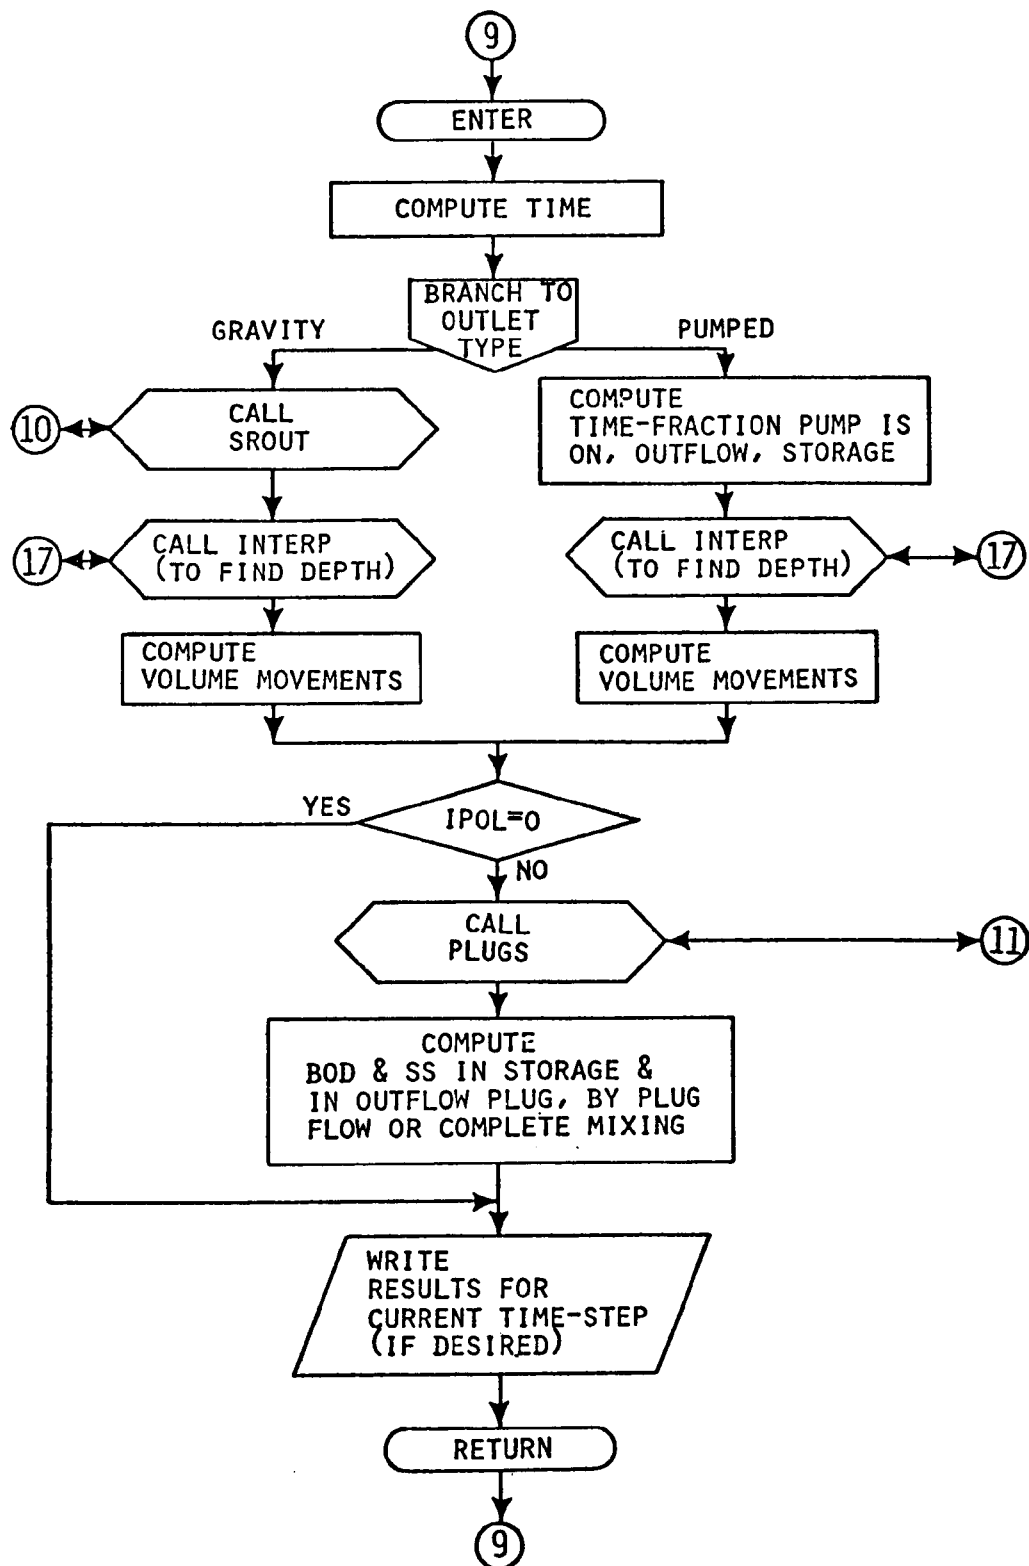 9
ENTER
COMPUTE TIME
BRANCH TO
OUTLET
TYPE
GRAVITY
PUMPED
10
CALL
SROUT
COMPUTE
TIME-FRACTION PUMP IS
ON, OUTFLOW, STORAGE
17
CALL INTERP
(TO FIND DEPTH)
CALL INTERP
(TO FIND DEPTH)
17
COMPUTE
VOLUME MOVEMENTS
COMPUTE
VOLUME MOVEMENTS
YES
IPOL=0
NO
CALL
PLUGS
11
COMPUTE
BOD & SS IN STORAGE &
IN OUTFLOW PLUG, BY PLUG
FLOW OR COMPLETE MIXING
WRITE
RESULTS FOR
CURRENT TIME-STEP
(IF DESIRED)
RETURN
9